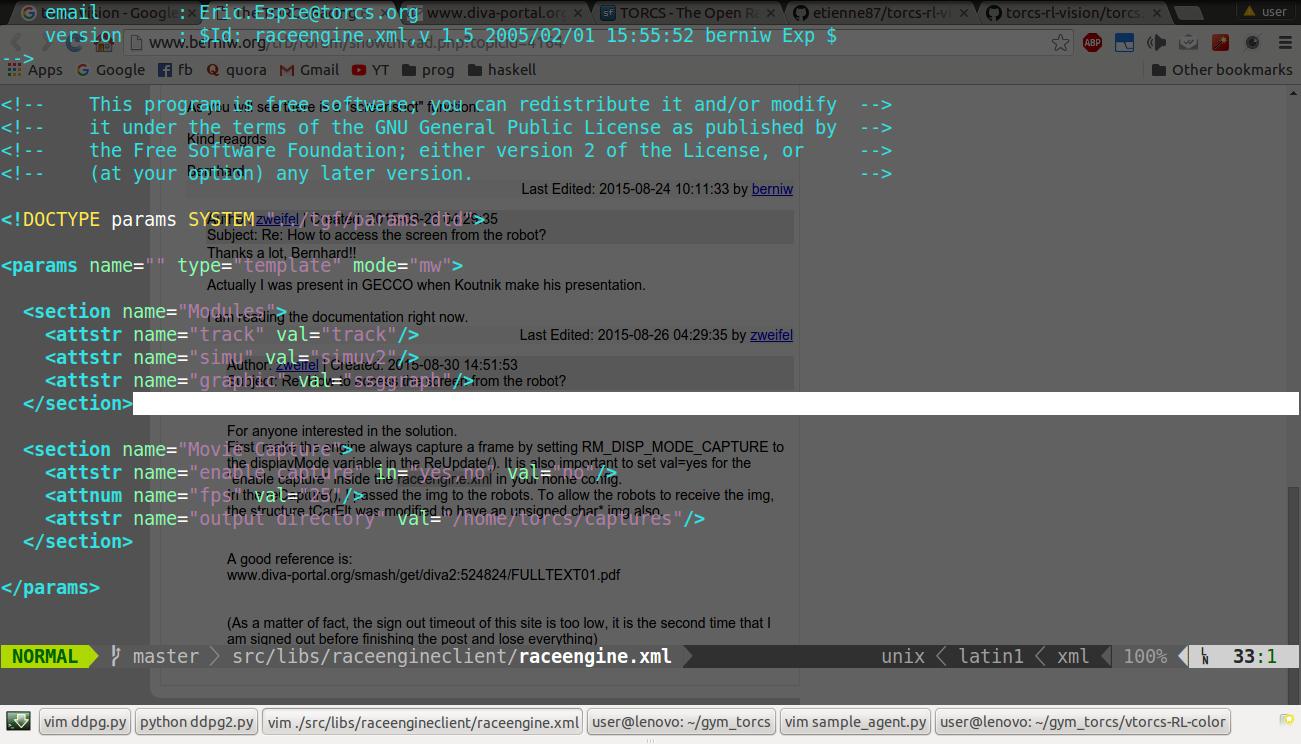 email : Eric.Espie@torcs.org
version : $Id: raceengine.xml,v 1.5 2005/02/01 15:55:52 berniw Exp $
-->
<!-- This program is free software; you can redistribute it and/or modify -->
<!-- it under the terms of the GNU General Public License as published by -->
<!-- the Free Software Foundation; either version 2 of the License, or -->
<!-- (at your option) any later version. -->
<!DOCTYPE params SYSTEM "../tgf/params.dtd">
<params name="" type="template" mode="mw">
<section name="Modules">
<attstr name="track" val="track"/>
<attstr name="simu" val="simuv2"/>
<attstr name="graphic" val="ssggraph"/>
</section>
<section name="Movie Capture">
<attstr name="enable capture" in="yes,no" val="no"/>
<attnum name="fps" val="25"/>
<attstr name="output directory" val="/home/torcs/captures"/>
</section>
</params>
NORMAL master src/libs/raceengineclient/raceengine.xml unix latin1 xml 100% LN 33:1
www.diva-portal.or
TORCS - The Open R
etienne87/torcs-rl-v
torcs-rl-vision/torcs
user
www.berniw.org/trb/forum/showthread.php?topicid=4184
ABP
Apps Google fb quora Gmail YT prog haskell Other bookmarks
As you will see there is a "screenshot" function.
Kind reagrds
Bernhard
Last Edited: 2015-08-24 10:11:33 by berniw
Author: zweifel | Created: 2015-08-26 04:29:35
Subject: Re: How to access the screen from the robot?
Thanks a lot, Bernhard!!
Actually I was present in GECCO when Koutnik make his presentation.
I am reading the documentation right now.
Last Edited: 2015-08-26 04:29:35 by zweifel
Author: zweifel | Created: 2015-08-30 14:51:53
Subject: Re: How to access the screen from the robot?
For anyone interested in the solution.
First, make the engine always capture a frame by setting RM_DISP_MODE_CAPTURE to
the displayMode variable in the ReUpdate(). It is also important to set val=yes for the
"enable capture" inside the raceengine.xml in your home config.
passed the img to the robots. To allow the robots to receive the img,
the structure tCarElt was modified to have an unsigned char* img also.
A good reference is:
www.diva-portal.org/smash/get/diva2:524824/FULLTEXT01.pdf
(As a matter of fact, the sign out timeout of this site is too low, it is the second time that I
am signed out before finishing the post and lose everything)
vim ddpg.py
python ddpg2.py
vim ./src/libs/raceengineclient/raceengine.xml
user@lenovo: ~/gym_torcs
vim sample_agent.py
user@lenovo: ~/gym_torcs/vtorcs-RL-color